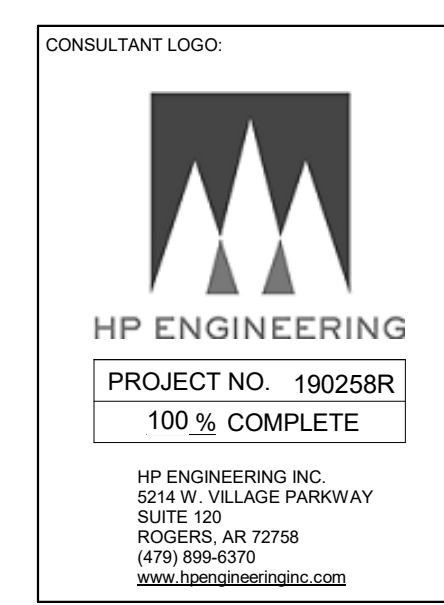 CONSULTANT LOGO:
HP ENGINEERING
PROJECT NO. 190258R
100 % COMPLETE
HP ENGINEERING INC.
5214 W. VILLAGE PARKWAY
SUITE 120
ROGERS, AR 72758
(479) 899-6370
www.hpengineeringinc.com